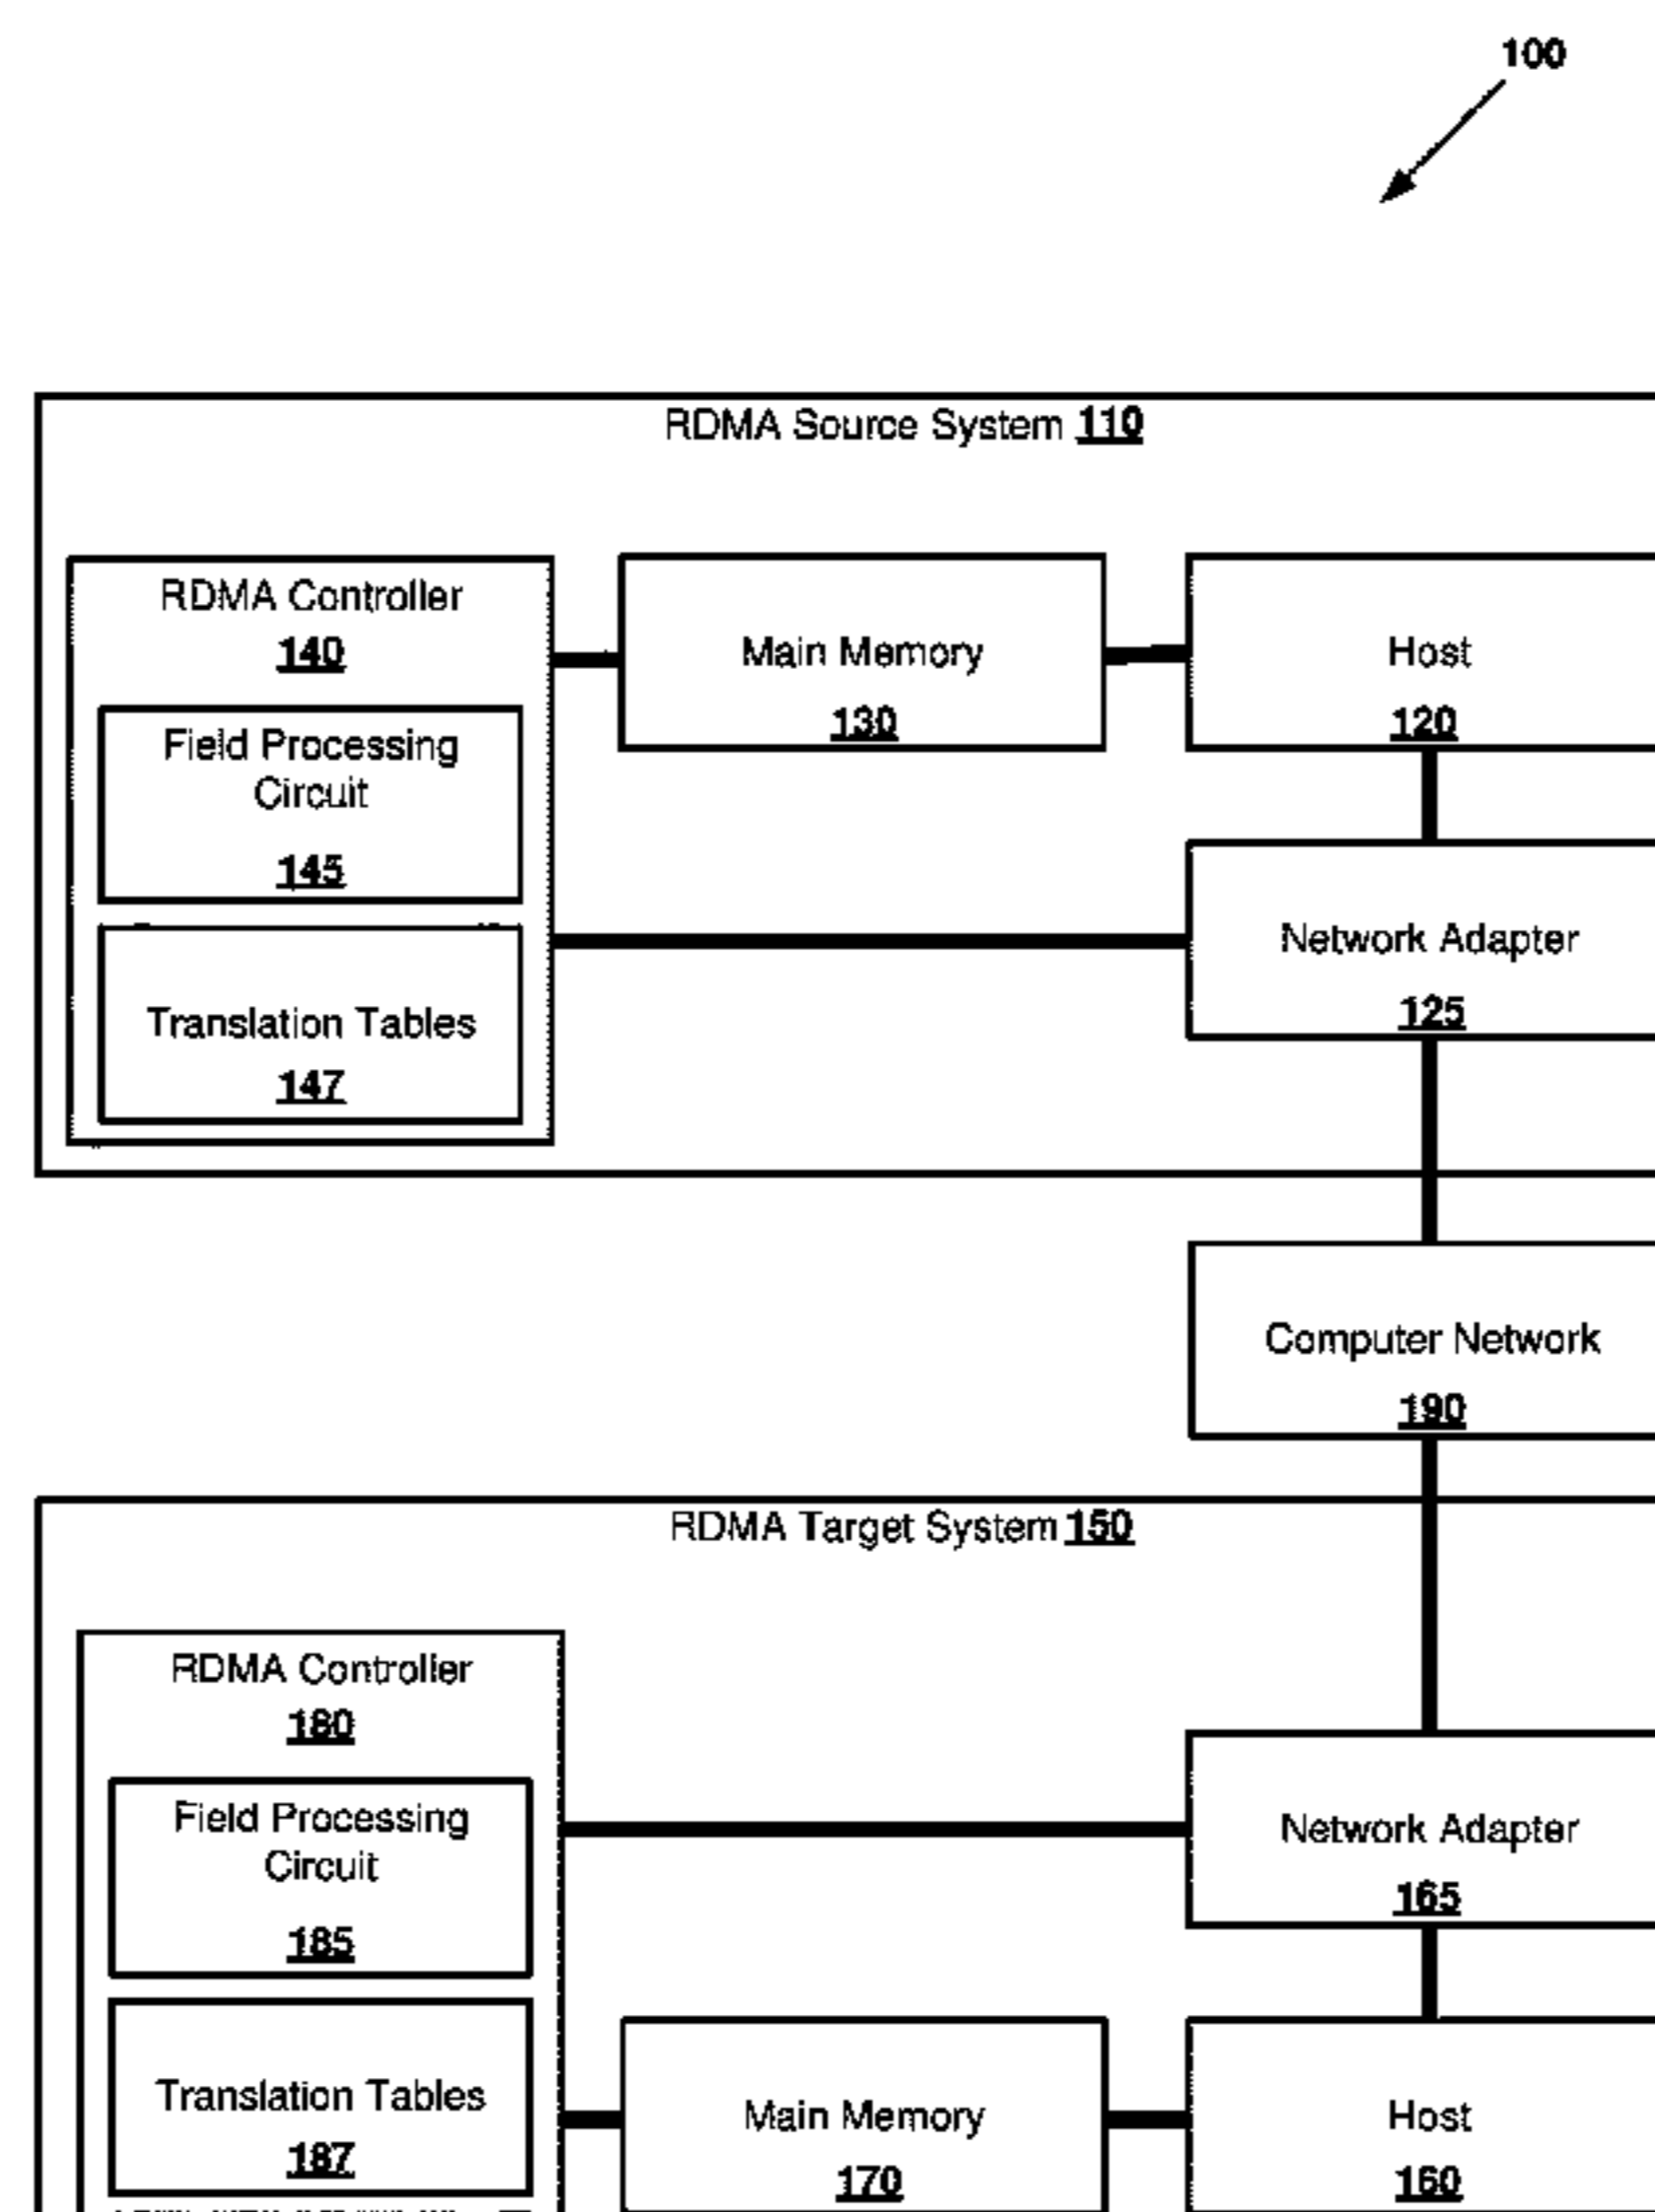 100
RDMA Source System 110
RDMA Controller
140
Field Processing
Circuit
145
Translation Tables
147
Main Memory
130
Host
120
Network Adapter
125
Computer Network
190
RDMA Target System 150
RDMA Controller
180
Field Processing
Circuit
185
Translation Tables
187
Network Adapter
165
Main Memory
170
Host
160